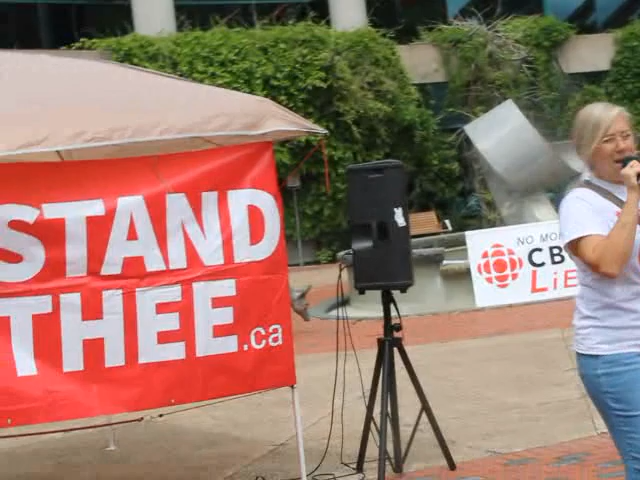 STAND
THEE.ca
NO MO
CB
LiE